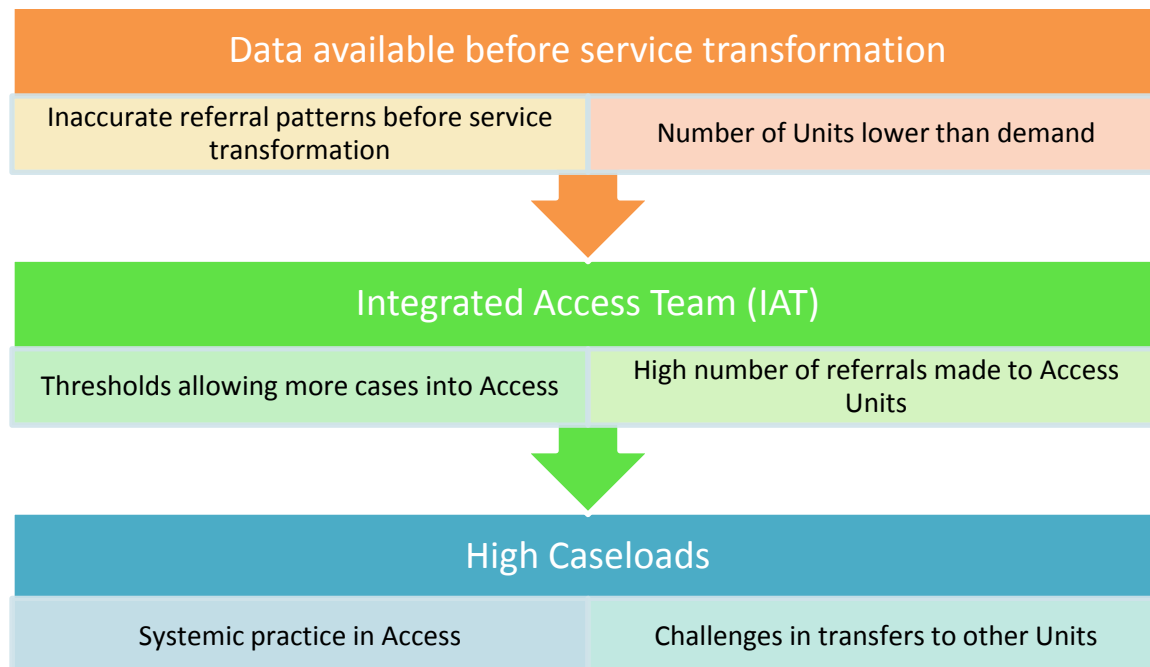 Data available before service transformation
Inaccurate referral patterns before service
transformation
Number of Units lower than demand
Integrated Access Team (IAT)
Thresholds allowing more cases into Access
High number of referrals made to Access
Units
High Caseloads
Systemic practice in Access
Challenges in transfers to other Units